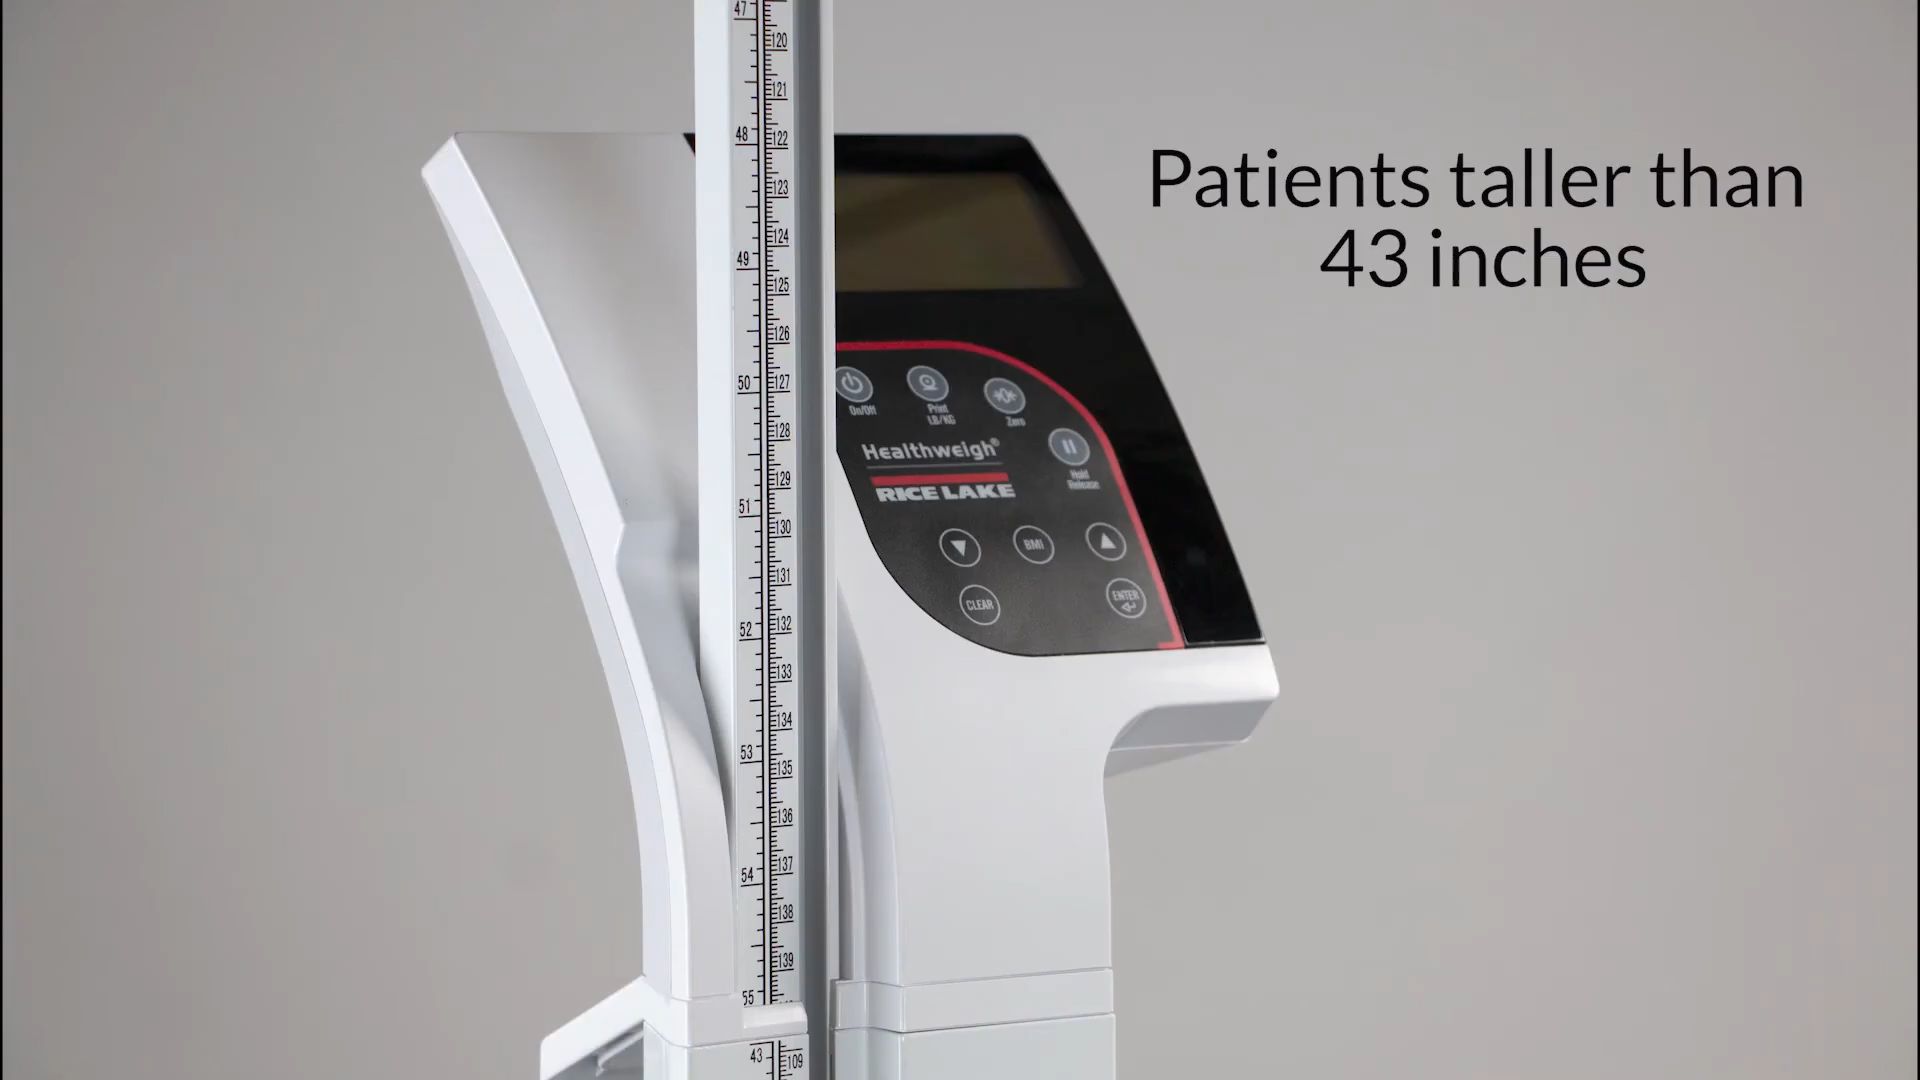 Patients taller than
43 inches
47
120
121
48
122
123
124
49
125
126
50
127
128
129
51
130
131
52
132
133
134
53
135
136
54
137
138
139
55
43
109
On/Off
Print
LB/KG
Zero
Hold
Release
Healthweigh®
RICE LAKE
BMI
CLEAR
ENTER